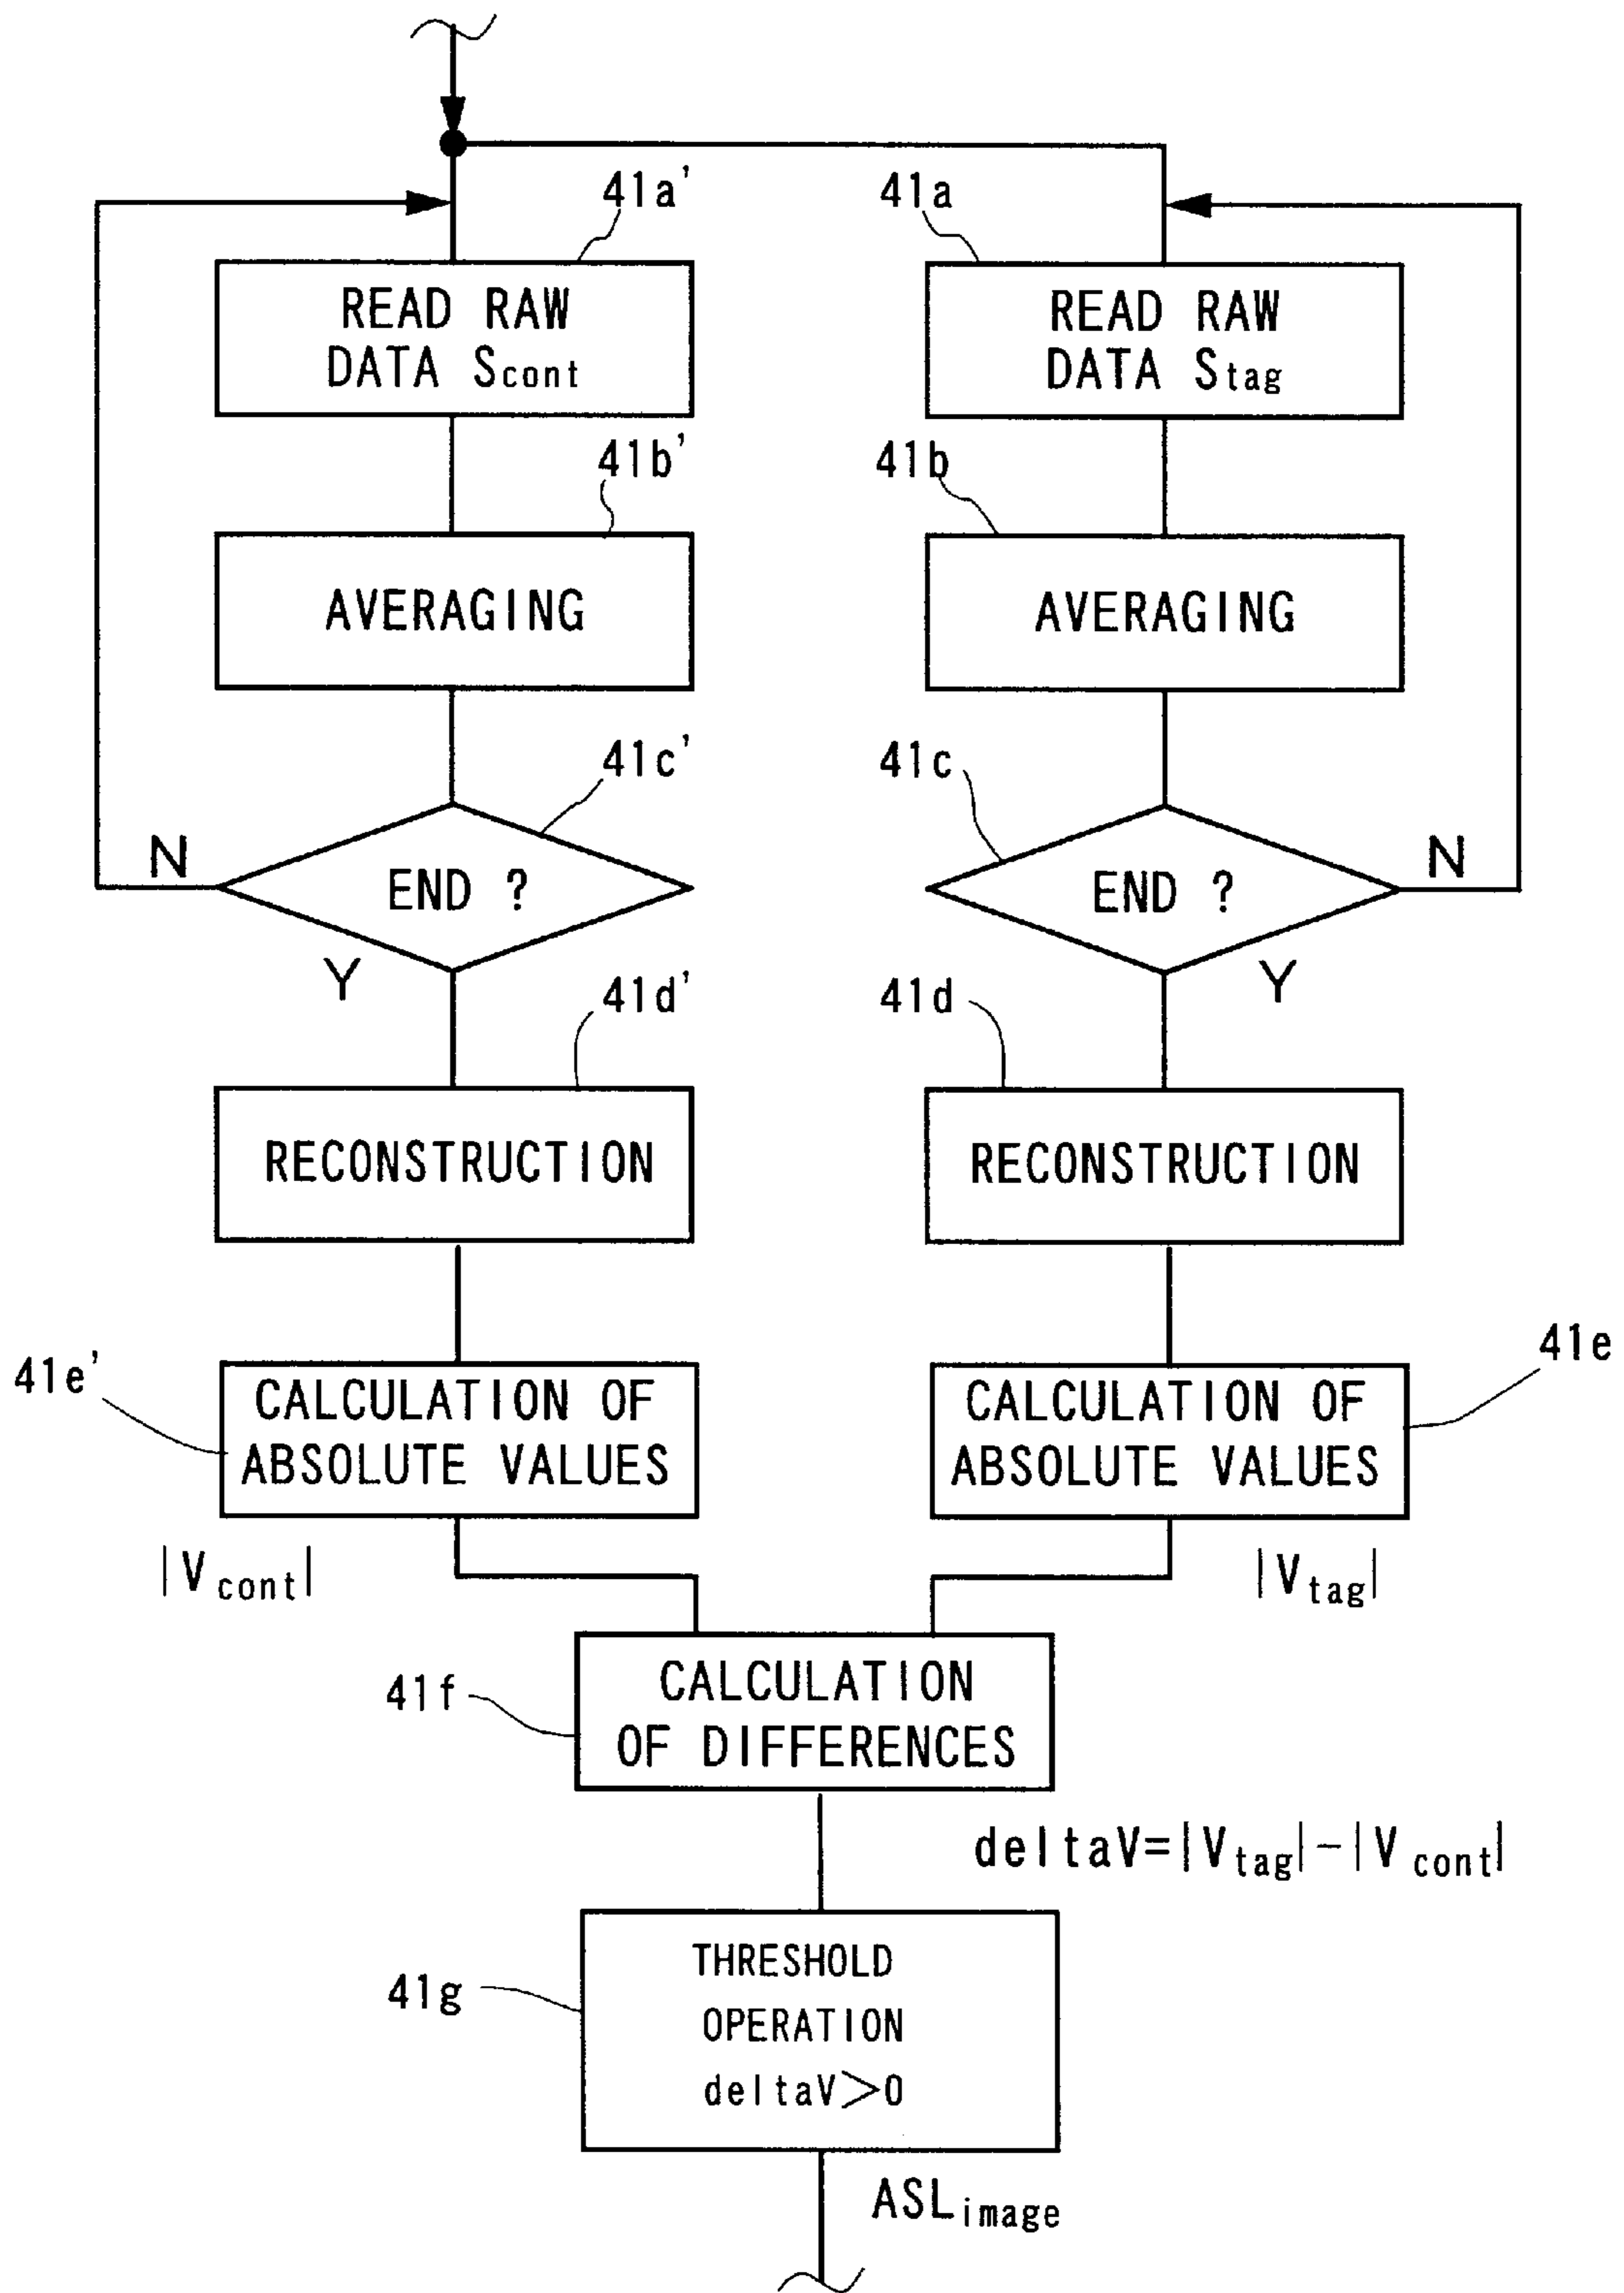 41a'
41a
READ RAW
DATA Scont
READ RAW
DATA Stag
41b'
41b
AVERAGING
AVERAGING
41c'
41c
N
END ?
END ?
N
Y
Y
41d'
41d
RECONSTRUCTION
RECONSTRUCTION
41e'
41e
CALCULATION OF
ABSOLUTE VALUES
CALCULATION OF
ABSOLUTE VALUES
|Vcont|
|Vtag|
41f
CALCULATION
OF DIFFERENCES
deltaV=|Vtag|-|Vcont|
41g
THRESHOLD
OPERATION
deltaV>0
ASLimage